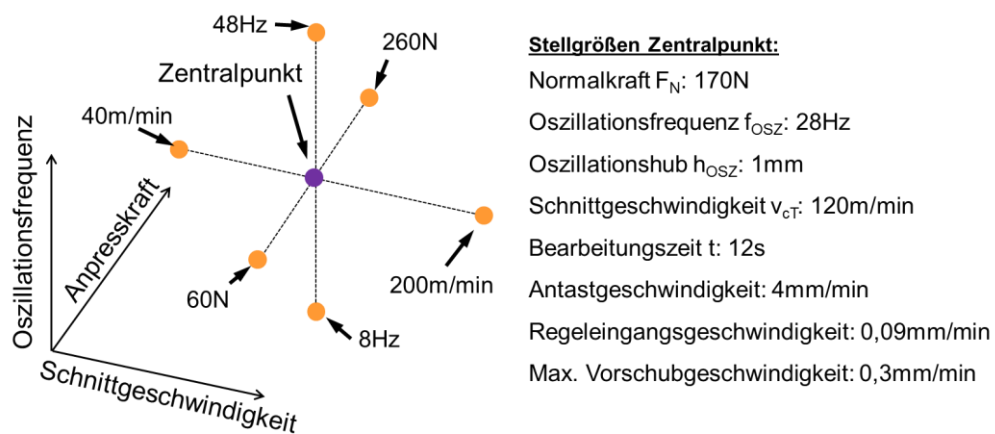 48Hz
260N
Zentralpunkt
40m/min
Oszillationsfrequenz
Anpresskraft
60N
200m/min
8Hz
Schnittgeschwindigkeit
Stellgrößen Zentralpunkt:
Normalkraft FN: 170N
Oszillationsfrequenz fOSZ: 28Hz
Oszillationshub hOSZ: 1mm
Schnittgeschwindigkeit vcT: 120m/min
Bearbeitungszeit t: 12s
Antastgeschwindigkeit: 4mm/min
Regeleingangsgeschwindigkeit: 0,09mm/min
Max. Vorschubgeschwindigkeit: 0,3mm/min